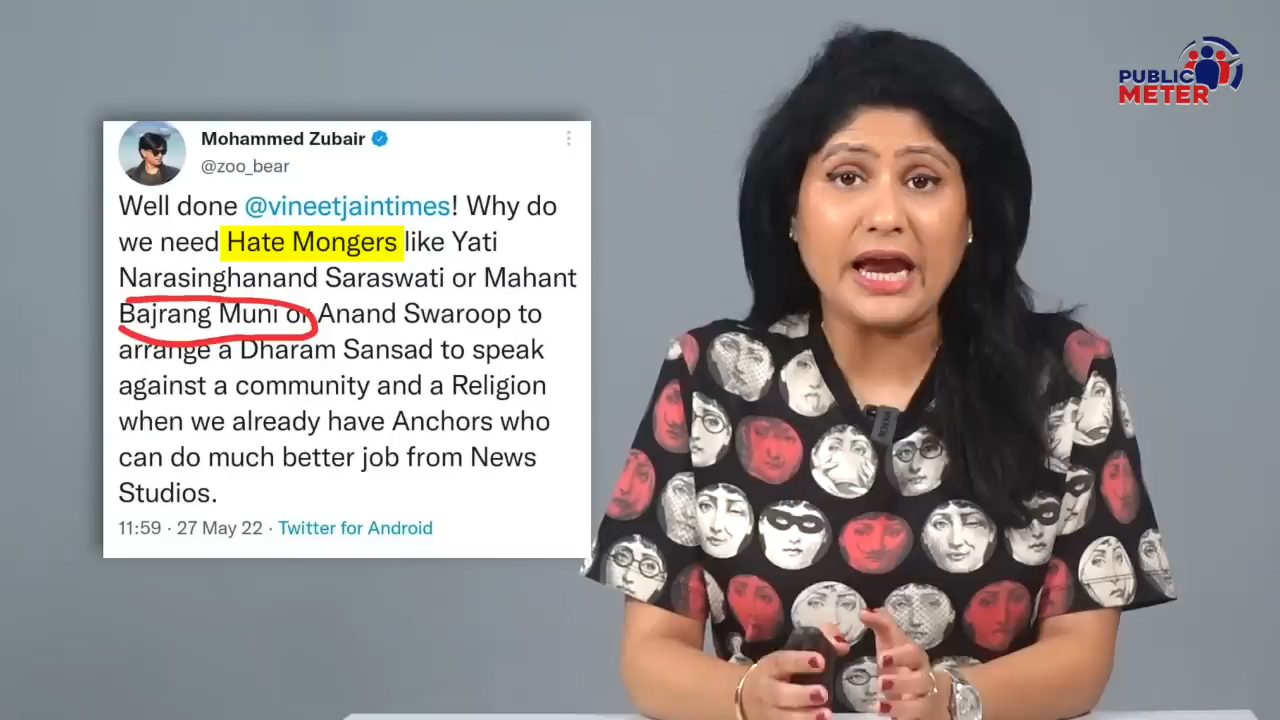 PUBLIC
METER
Mohammed Zubair
@zoo_bear
Well done @vineetjaintimes! Why do
we need Hate Mongers like Yati
Narasinghanand Saraswati or Mahant
Bajrang Muni or Anand Swaroop to
arrange a Dharam Sansad to speak
against a community and a Religion
when we already have Anchors who
can do much better job from News
Studios.
11:59 · 27 May 22 · Twitter for Android